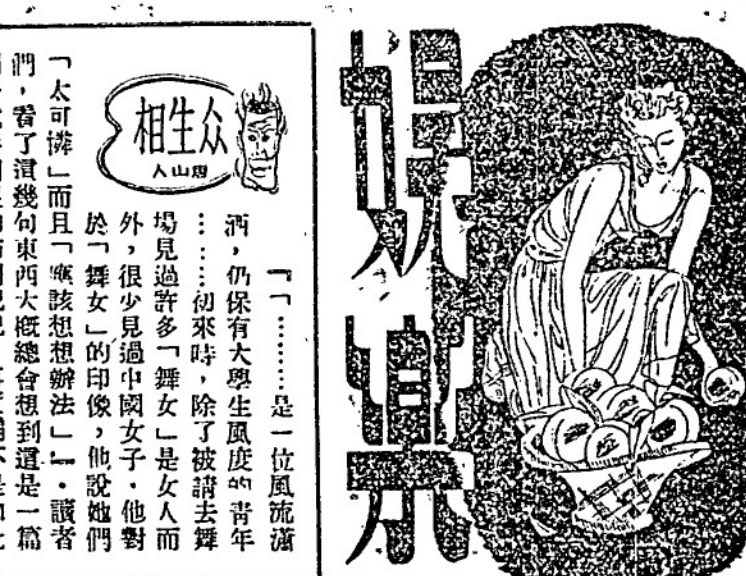 娛樂
众生相
山人
『「………是一位風流瀟
洒，仍保有大學生風度的青年
……初來時，除了被請去舞
場見過許多「舞女」是女人而
外，很少見過中國女子．他對
於「舞女」的印像，他說她們
「太可憐」而且「應該想想辦法」』．讀者
們，看了這幾句東西大概總會想到這是一篇